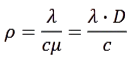 ρ = λ/cμ = λ · D/c